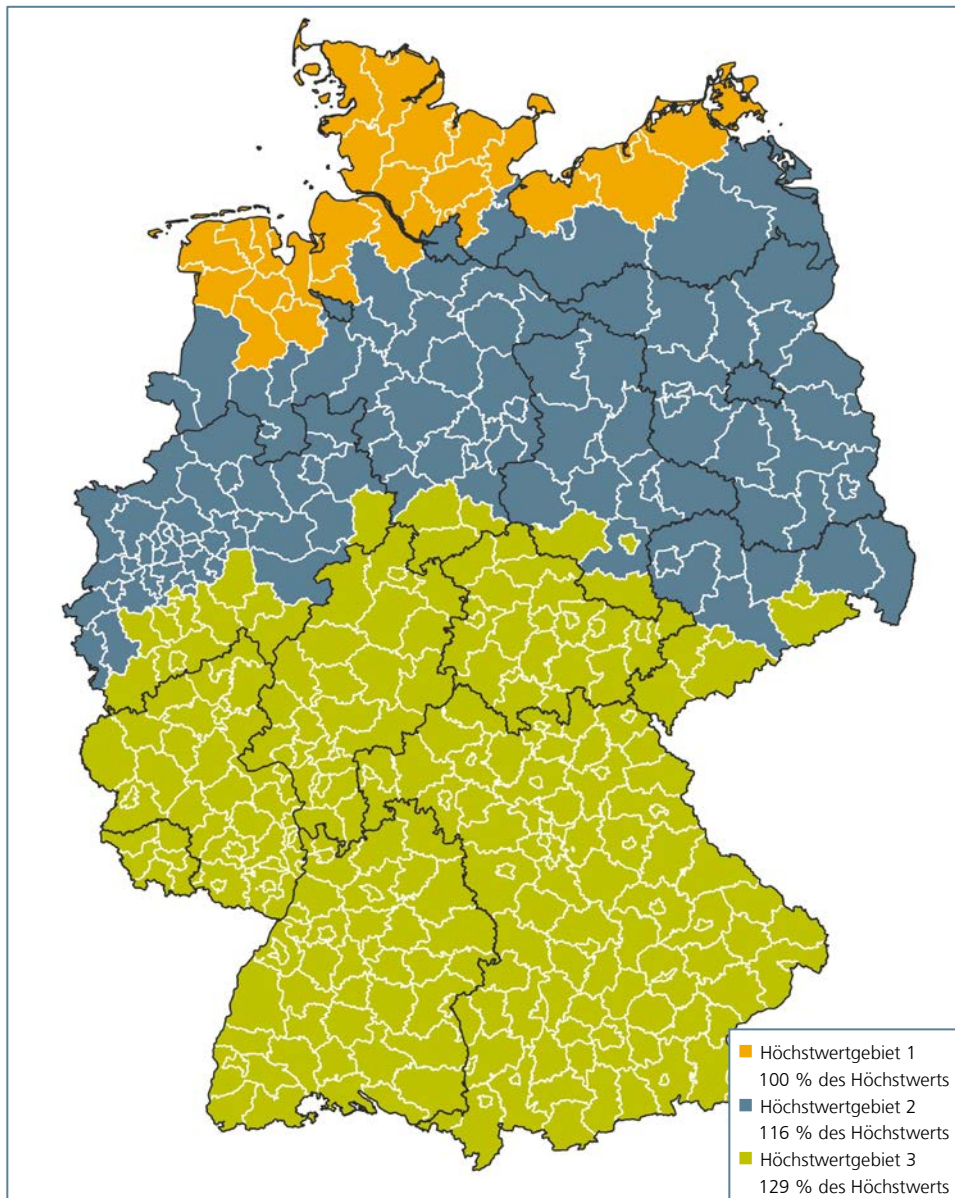 Höchstwertgebiet 1
100 % des Höchstwerts
Höchstwertgebiet 2
116 % des Höchstwerts
Höchstwertgebiet 3
129 % des Höchstwerts